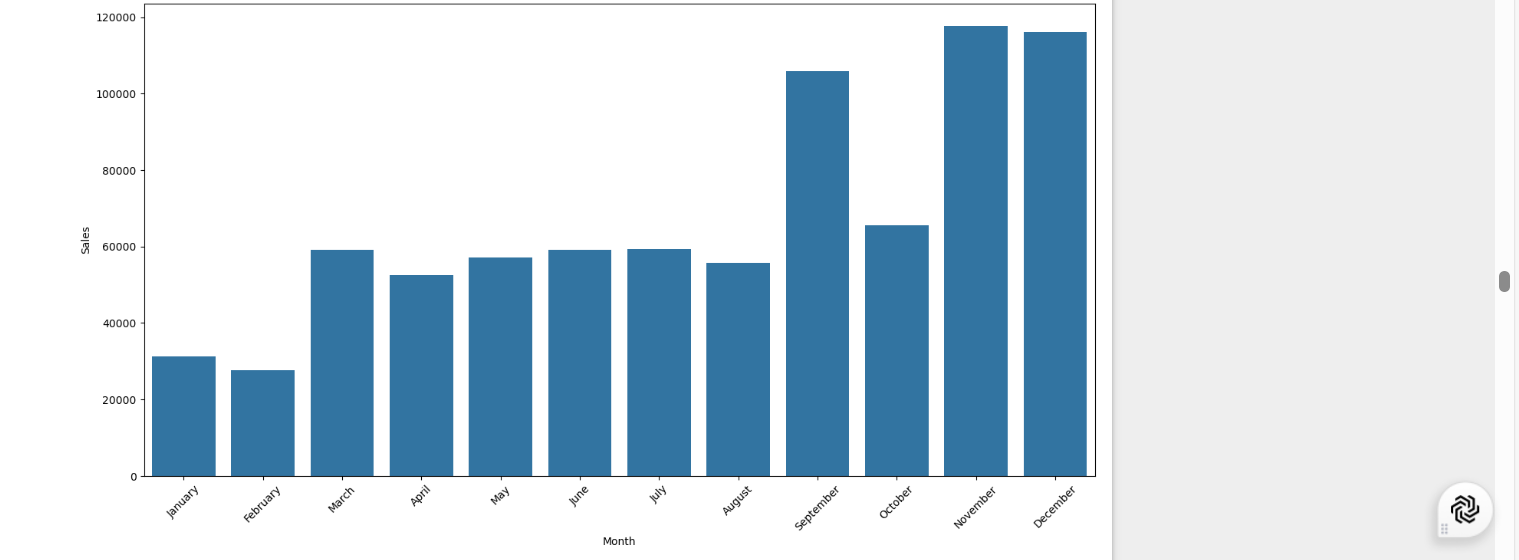 120000
100000
80000
60000
40000
20000
0
Sales
January
February
March
April
May
June
July
August
September
October
November
December
Month